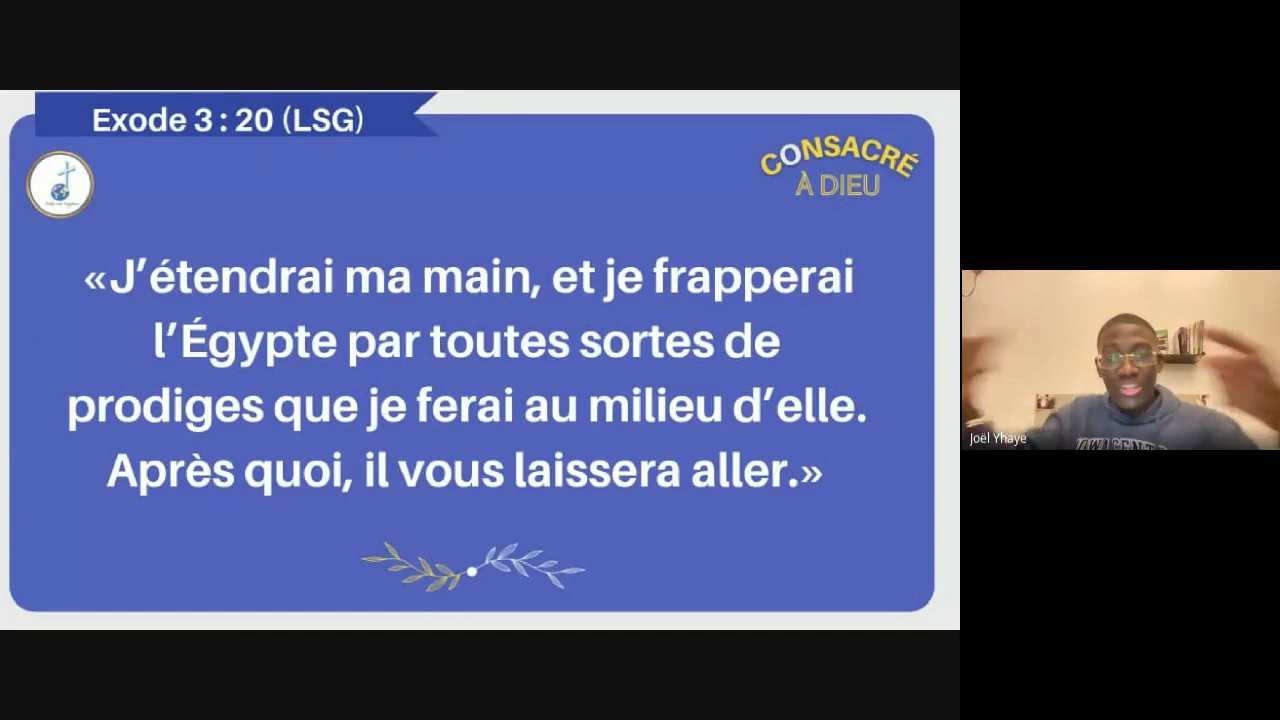 Exode 3 : 20 (LSG)
CONSACRÉ
À DIEU
«J’étendrai ma main, et je frapperai
l’Égypte par toutes sortes de
prodiges que je ferai au milieu d’elle.
Après quoi, il vous laissera aller.»
Joël Yhaye